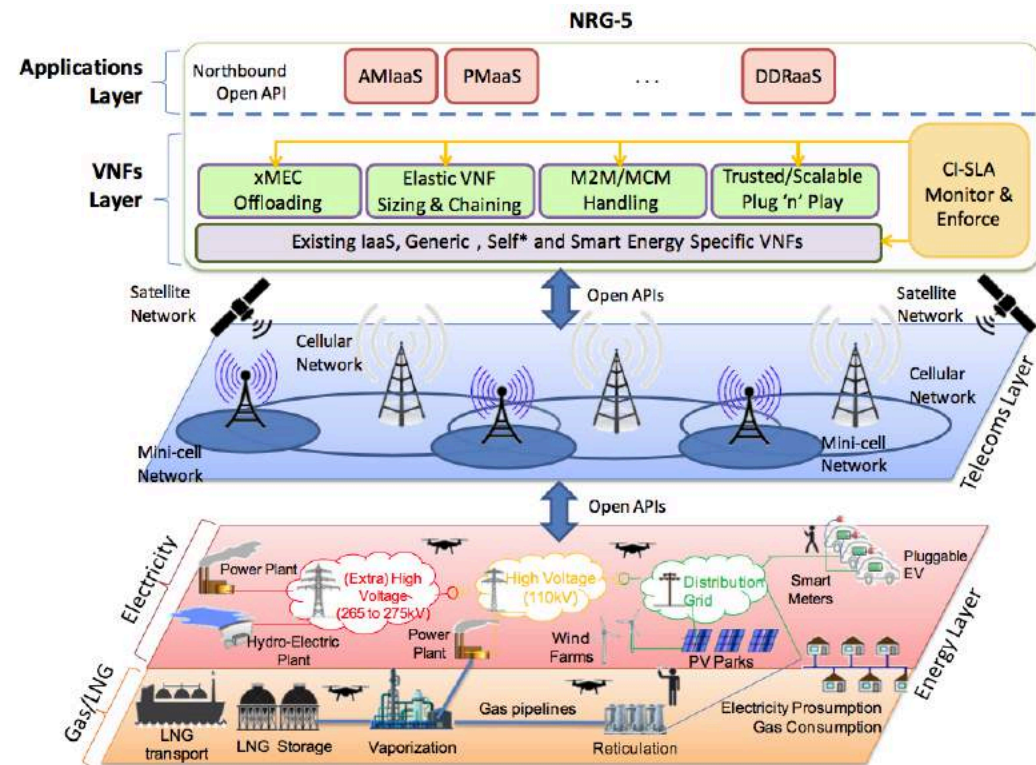 NRG-5
Applications
Layer
Northbound
Open API
AMIaaS
PMaaS
...
DDRaaS
VNFs
Layer
xMEC
Offloading
Elastic VNF
Sizing & Chaining
M2M/MCM
Handling
Trusted/Scalable
Plug 'n' Play
CI-SLA
Monitor &
Enforce
Existing IaaS, Generic , Self* and Smart Energy Specific VNFs
Satellite
Network
Open APIs
Satellite
Network
Cellular
Network
Cellular
Network
Mini-cell
Network
Mini-cell
Network
Telecoms Layer
Open APIs
Electricity
Power Plant
(Extra) High
Voltage
(265 to 275kV)
High Voltage
(110kV)
Distribution
Grid
Smart
Meters
Pluggable
EV
Hydro-Electric
Plant
Power
Plant
Wind
Farms
PV Parks
Energy Layer
Gas/LNG
LNG
transport
LNG Storage
Vaporization
Gas pipelines
Reticulation
Electricity Prosumption
Gas Consumption